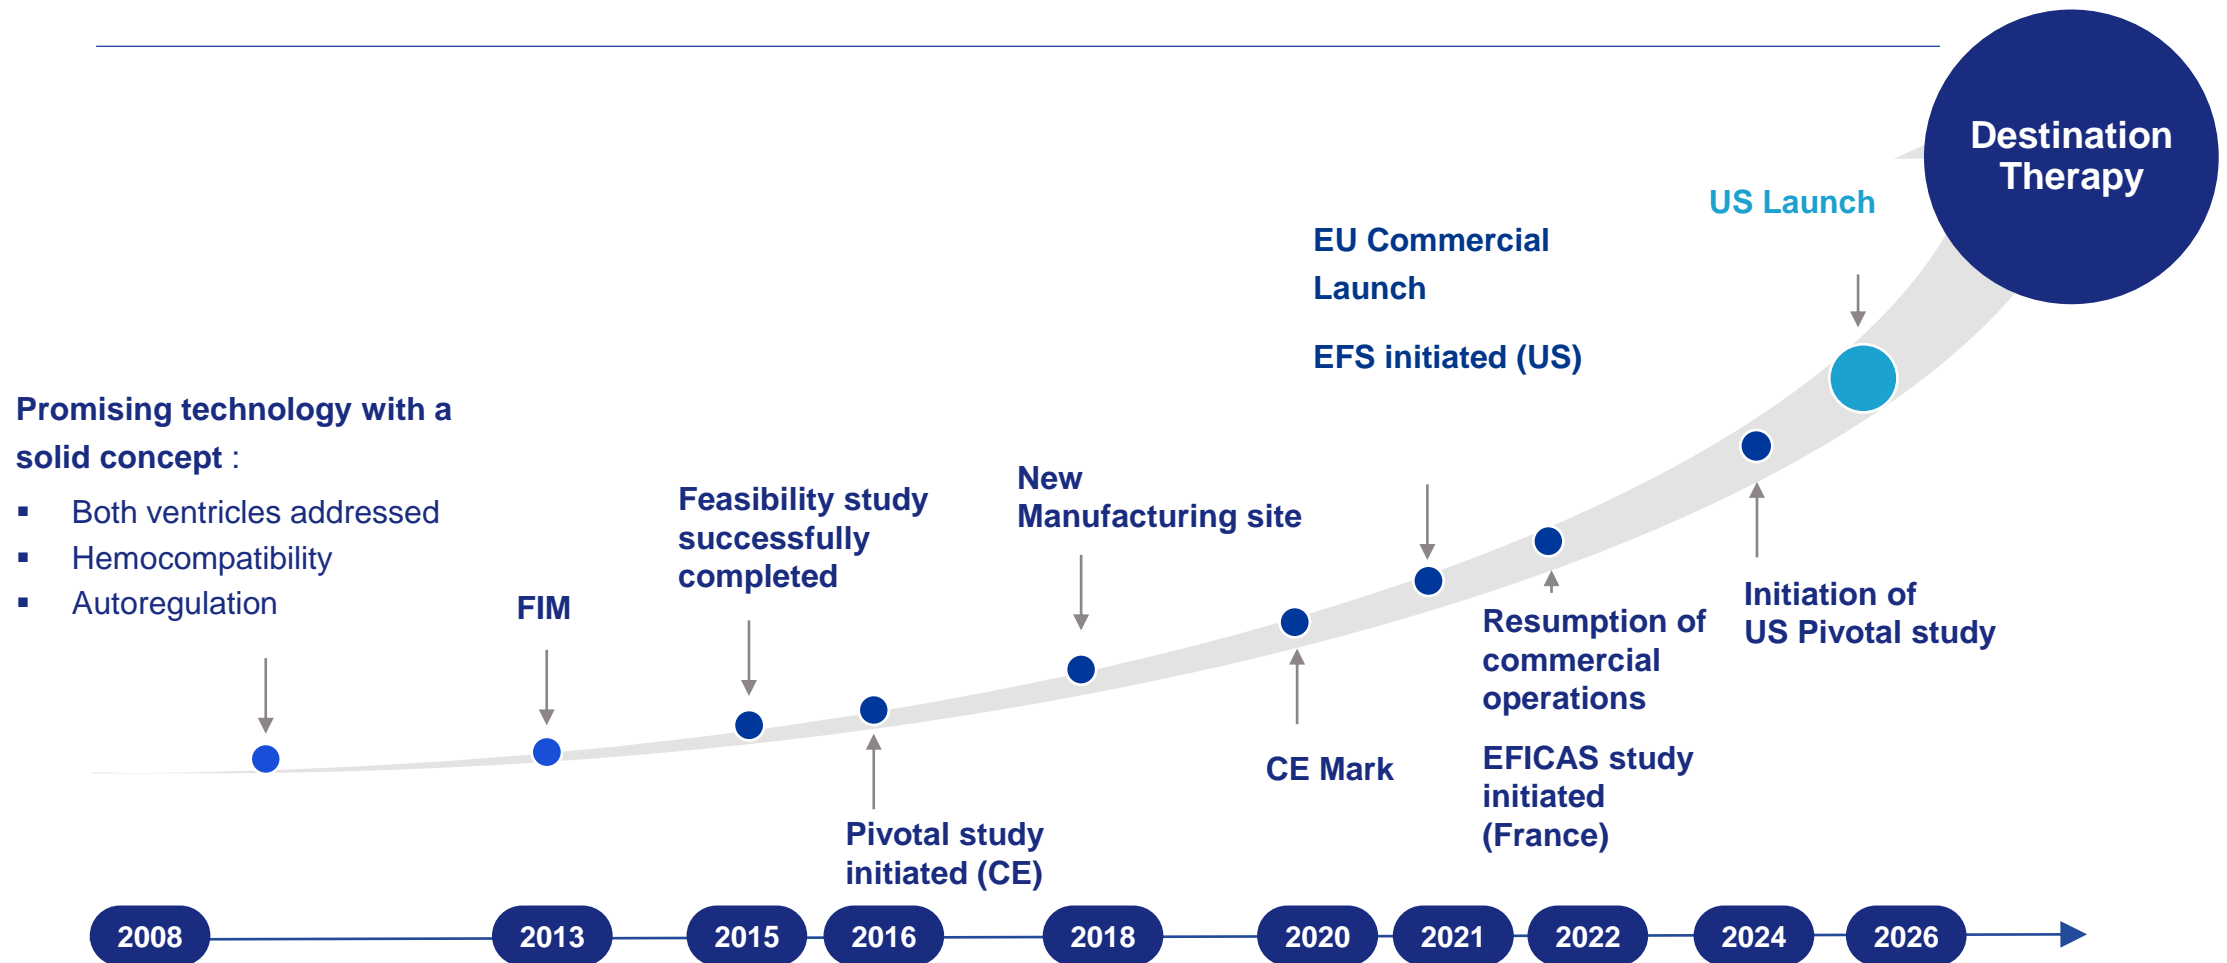 Destination
Therapy
US Launch
EU Commercial
Launch
EFS initiated (US)
Promising technology with a
solid concept :
▪ Both ventricles addressed
▪ Hemocompatibility
▪ Autoregulation
FIM
Feasibility study
successfully
completed
Pivotal study
initiated (CE)
New
Manufacturing site
CE Mark
Resumption of
commercial
operations
EFICAS study
initiated
(France)
Initiation of
US Pivotal study
2008
2013
2015
2016
2018
2020
2021
2022
2024
2026